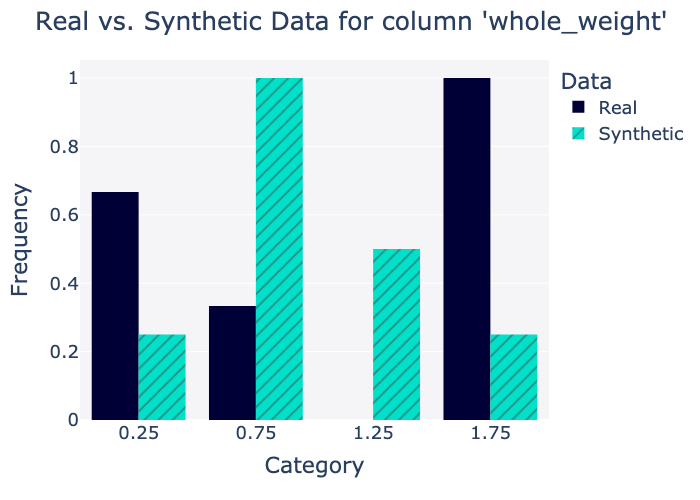 Real vs. Synthetic Data for column 'whole_weight'
Data
Real
Synthetic
Frequency
1
0.8
0.6
0.4
0.2
0
0.25 0.75 1.25 1.75
Category